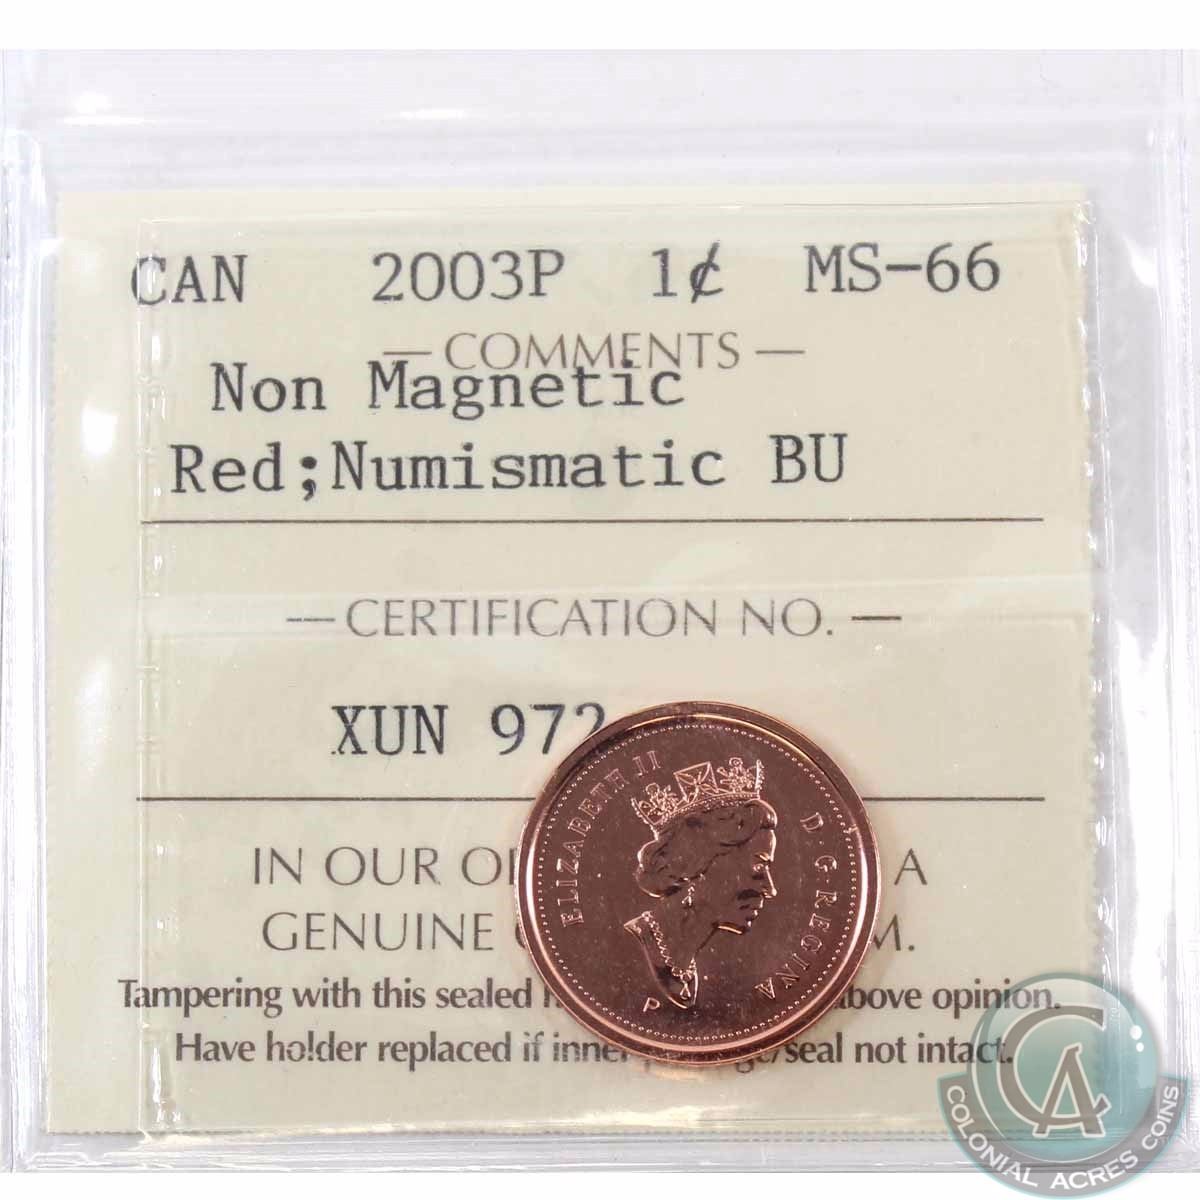 CAN 2003P 1¢ MS-66
— COMMENTS —
Non Magnetic
Red;Numismatic BU
— CERTIFICATION NO. —
XUN 972
IN OUR A
GENUINE
Tampering with this sealed above opinion.
Have holder replaced if inner seal not intact.
ELIZABETH II D·G·REGINA
P
CA
COLONIAL ACRES COINS